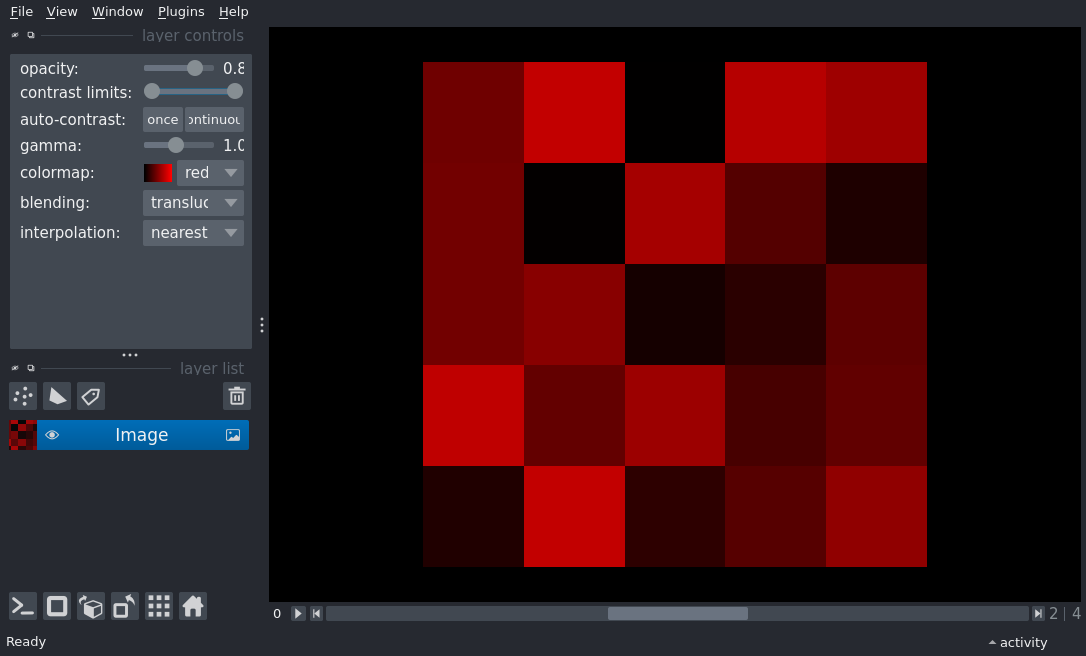 File View Window Plugins Help
layer controls
opacity: 0.8
contrast limits:
auto-contrast: once ontinuou
gamma: 1.0
colormap: red
blending: transluc
interpolation: nearest
layer list
Image
0 2 | 4
Ready activity